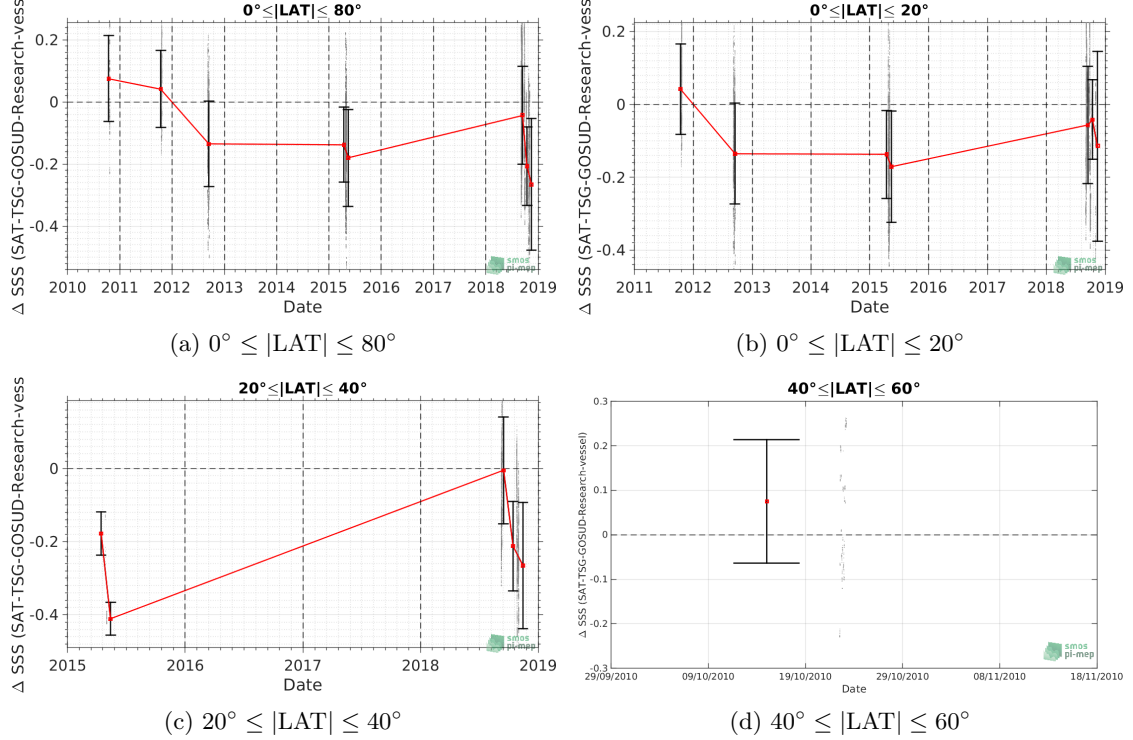 0°≤|LAT|≤ 80°
Δ SSS (SAT-TSG-GOSUD-Research-vess
0.2
0
-0.2
-0.4
2010 2011 2012 2013 2014 2015 2016 2017 2018 2019
Date
smos
pi-mep
(a) 0° ≤ |LAT| ≤ 80°
0°≤|LAT|≤ 20°
Δ SSS (SAT-TSG-GOSUD-Research-vess
0.2
0
-0.2
-0.4
2011 2012 2013 2014 2015 2016 2017 2018 2019
Date
smos
pi-mep
(b) 0° ≤ |LAT| ≤ 20°
20°≤|LAT|≤ 40°
Δ SSS (SAT-TSG-GOSUD-Research-vess
0
-0.2
-0.4
2015 2016 2017 2018 2019
Date
smos
pi-mep
(c) 20° ≤ |LAT| ≤ 40°
40°≤|LAT|≤ 60°
Δ SSS (SAT-TSG-GOSUD-Research-vessel)
0.3
0.2
0.1
0
-0.1
-0.2
-0.3
29/09/2010 09/10/2010 19/10/2010 29/10/2010 08/11/2010 18/11/2010
Date
smos
pi-mep
(d) 40° ≤ |LAT| ≤ 60°